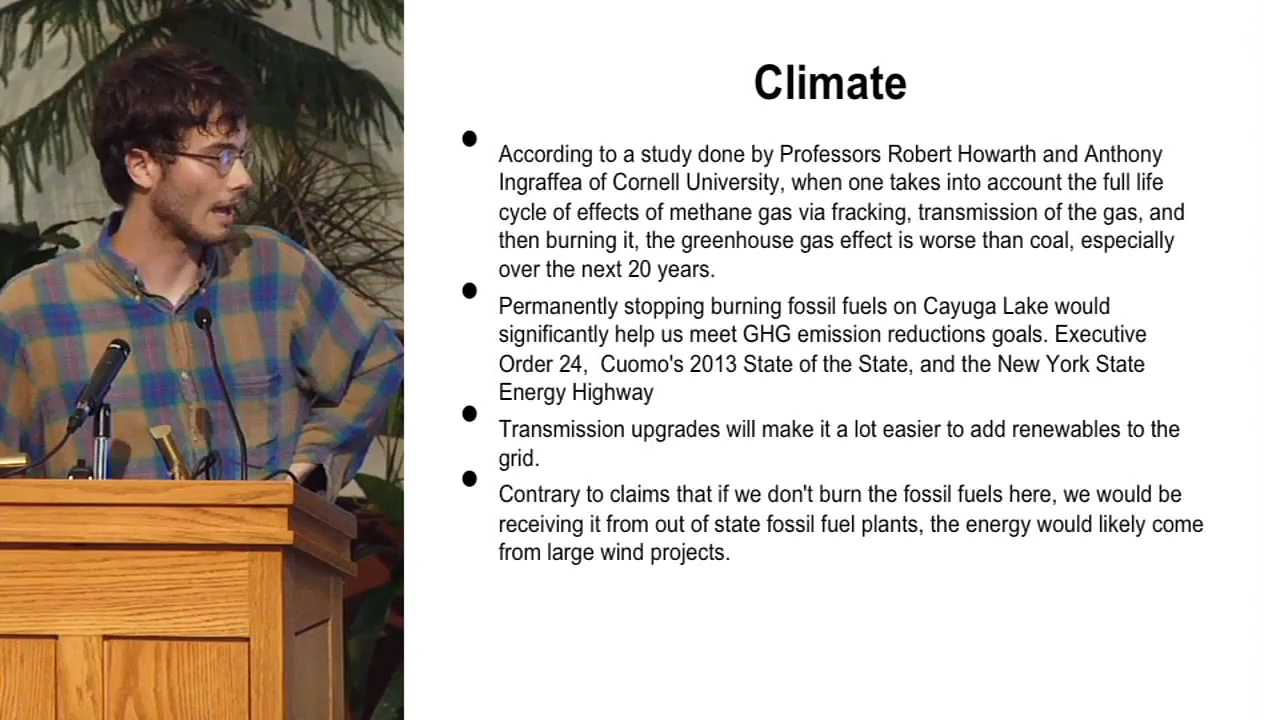 Climate
According to a study done by Professors Robert Howarth and Anthony
Ingraffea of Cornell University, when one takes into account the full life
cycle of effects of methane gas via fracking, transmission of the gas, and
then burning it, the greenhouse gas effect is worse than coal, especially
over the next 20 years.
Permanently stopping burning fossil fuels on Cayuga Lake would
significantly help us meet GHG emission reductions goals. Executive
Order 24,  Cuomo's 2013 State of the State, and the New York State
Energy Highway
Transmission upgrades will make it a lot easier to add renewables to the
grid.
Contrary to claims that if we don't burn the fossil fuels here, we would be
receiving it from out of state fossil fuel plants, the energy would likely come
from large wind projects.